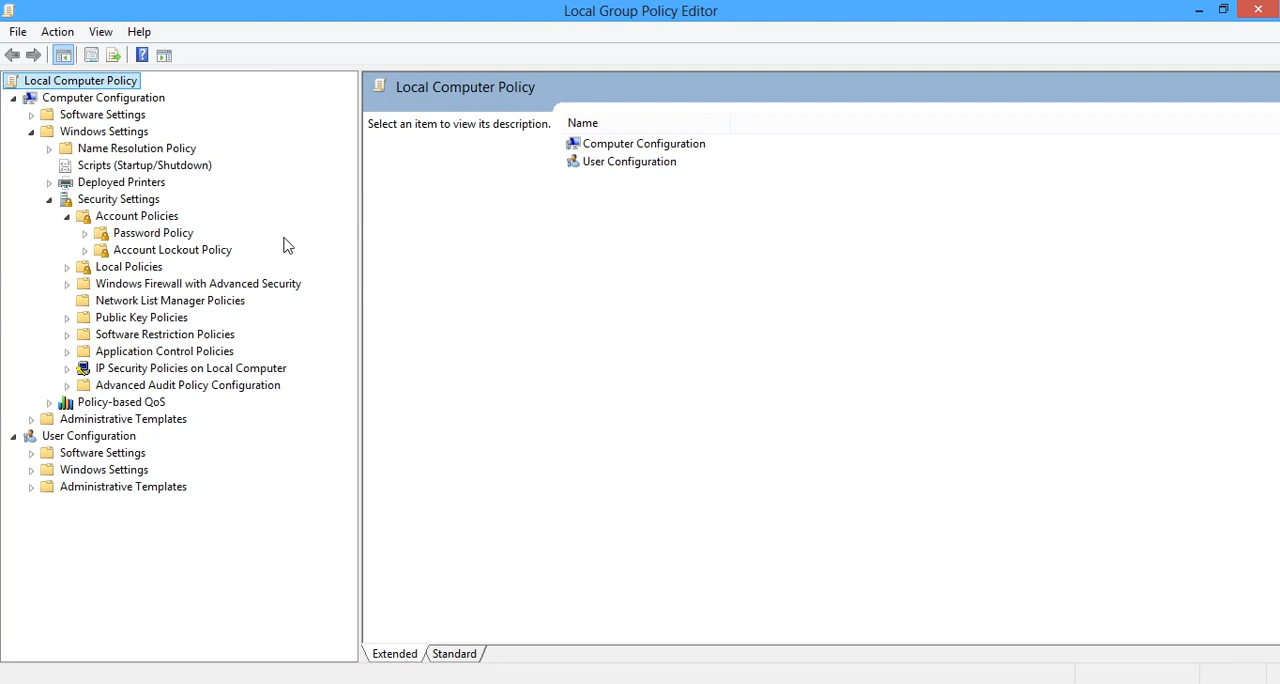 Local Group Policy Editor
File Action View Help
Local Computer Policy
Computer Configuration
Software Settings
Windows Settings
Name Resolution Policy
Scripts (Startup/Shutdown)
Deployed Printers
Security Settings
Account Policies
Password Policy
Account Lockout Policy
Local Policies
Windows Firewall with Advanced Security
Network List Manager Policies
Public Key Policies
Software Restriction Policies
Application Control Policies
IP Security Policies on Local Computer
Advanced Audit Policy Configuration
Policy-based QoS
Administrative Templates
User Configuration
Software Settings
Windows Settings
Administrative Templates
Local Computer Policy
Select an item to view its description.
Name
Computer Configuration
User Configuration
Extended Standard